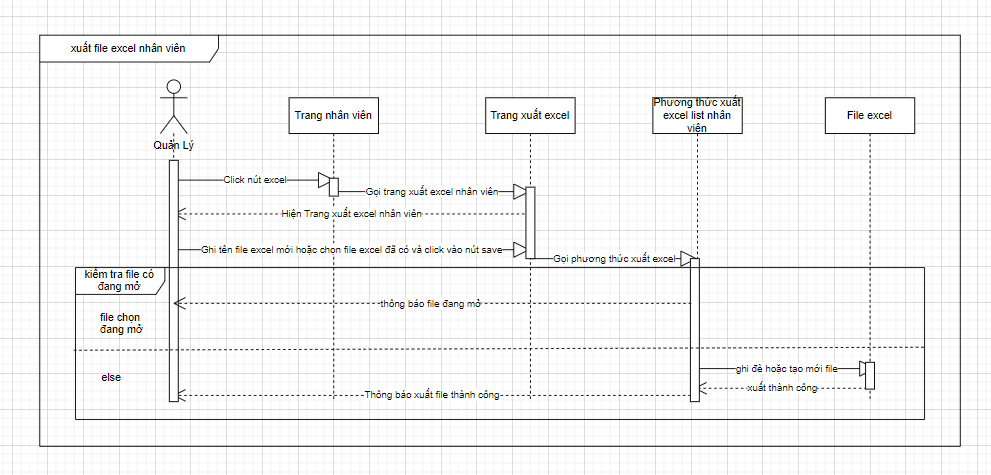 xuất file excel nhân viên
Trang nhân viên
Trang xuất excel
Phương thức xuất
excel list nhân
viên
File excel
Quản Lý
Click nút excel
Gọi trang xuất excel nhân viên
Hiện Trang xuất excel nhân viên
Ghi tên file excel mới hoặc chọn file excel đã có và click vào nút save
Gọi phương thức xuất excel
kiểm tra file có
đang mở
thông báo file đang mở
file chọn
đang mở
ghi đè hoặc tạo mới file
else
xuất thành công
Thông báo xuất file thành công